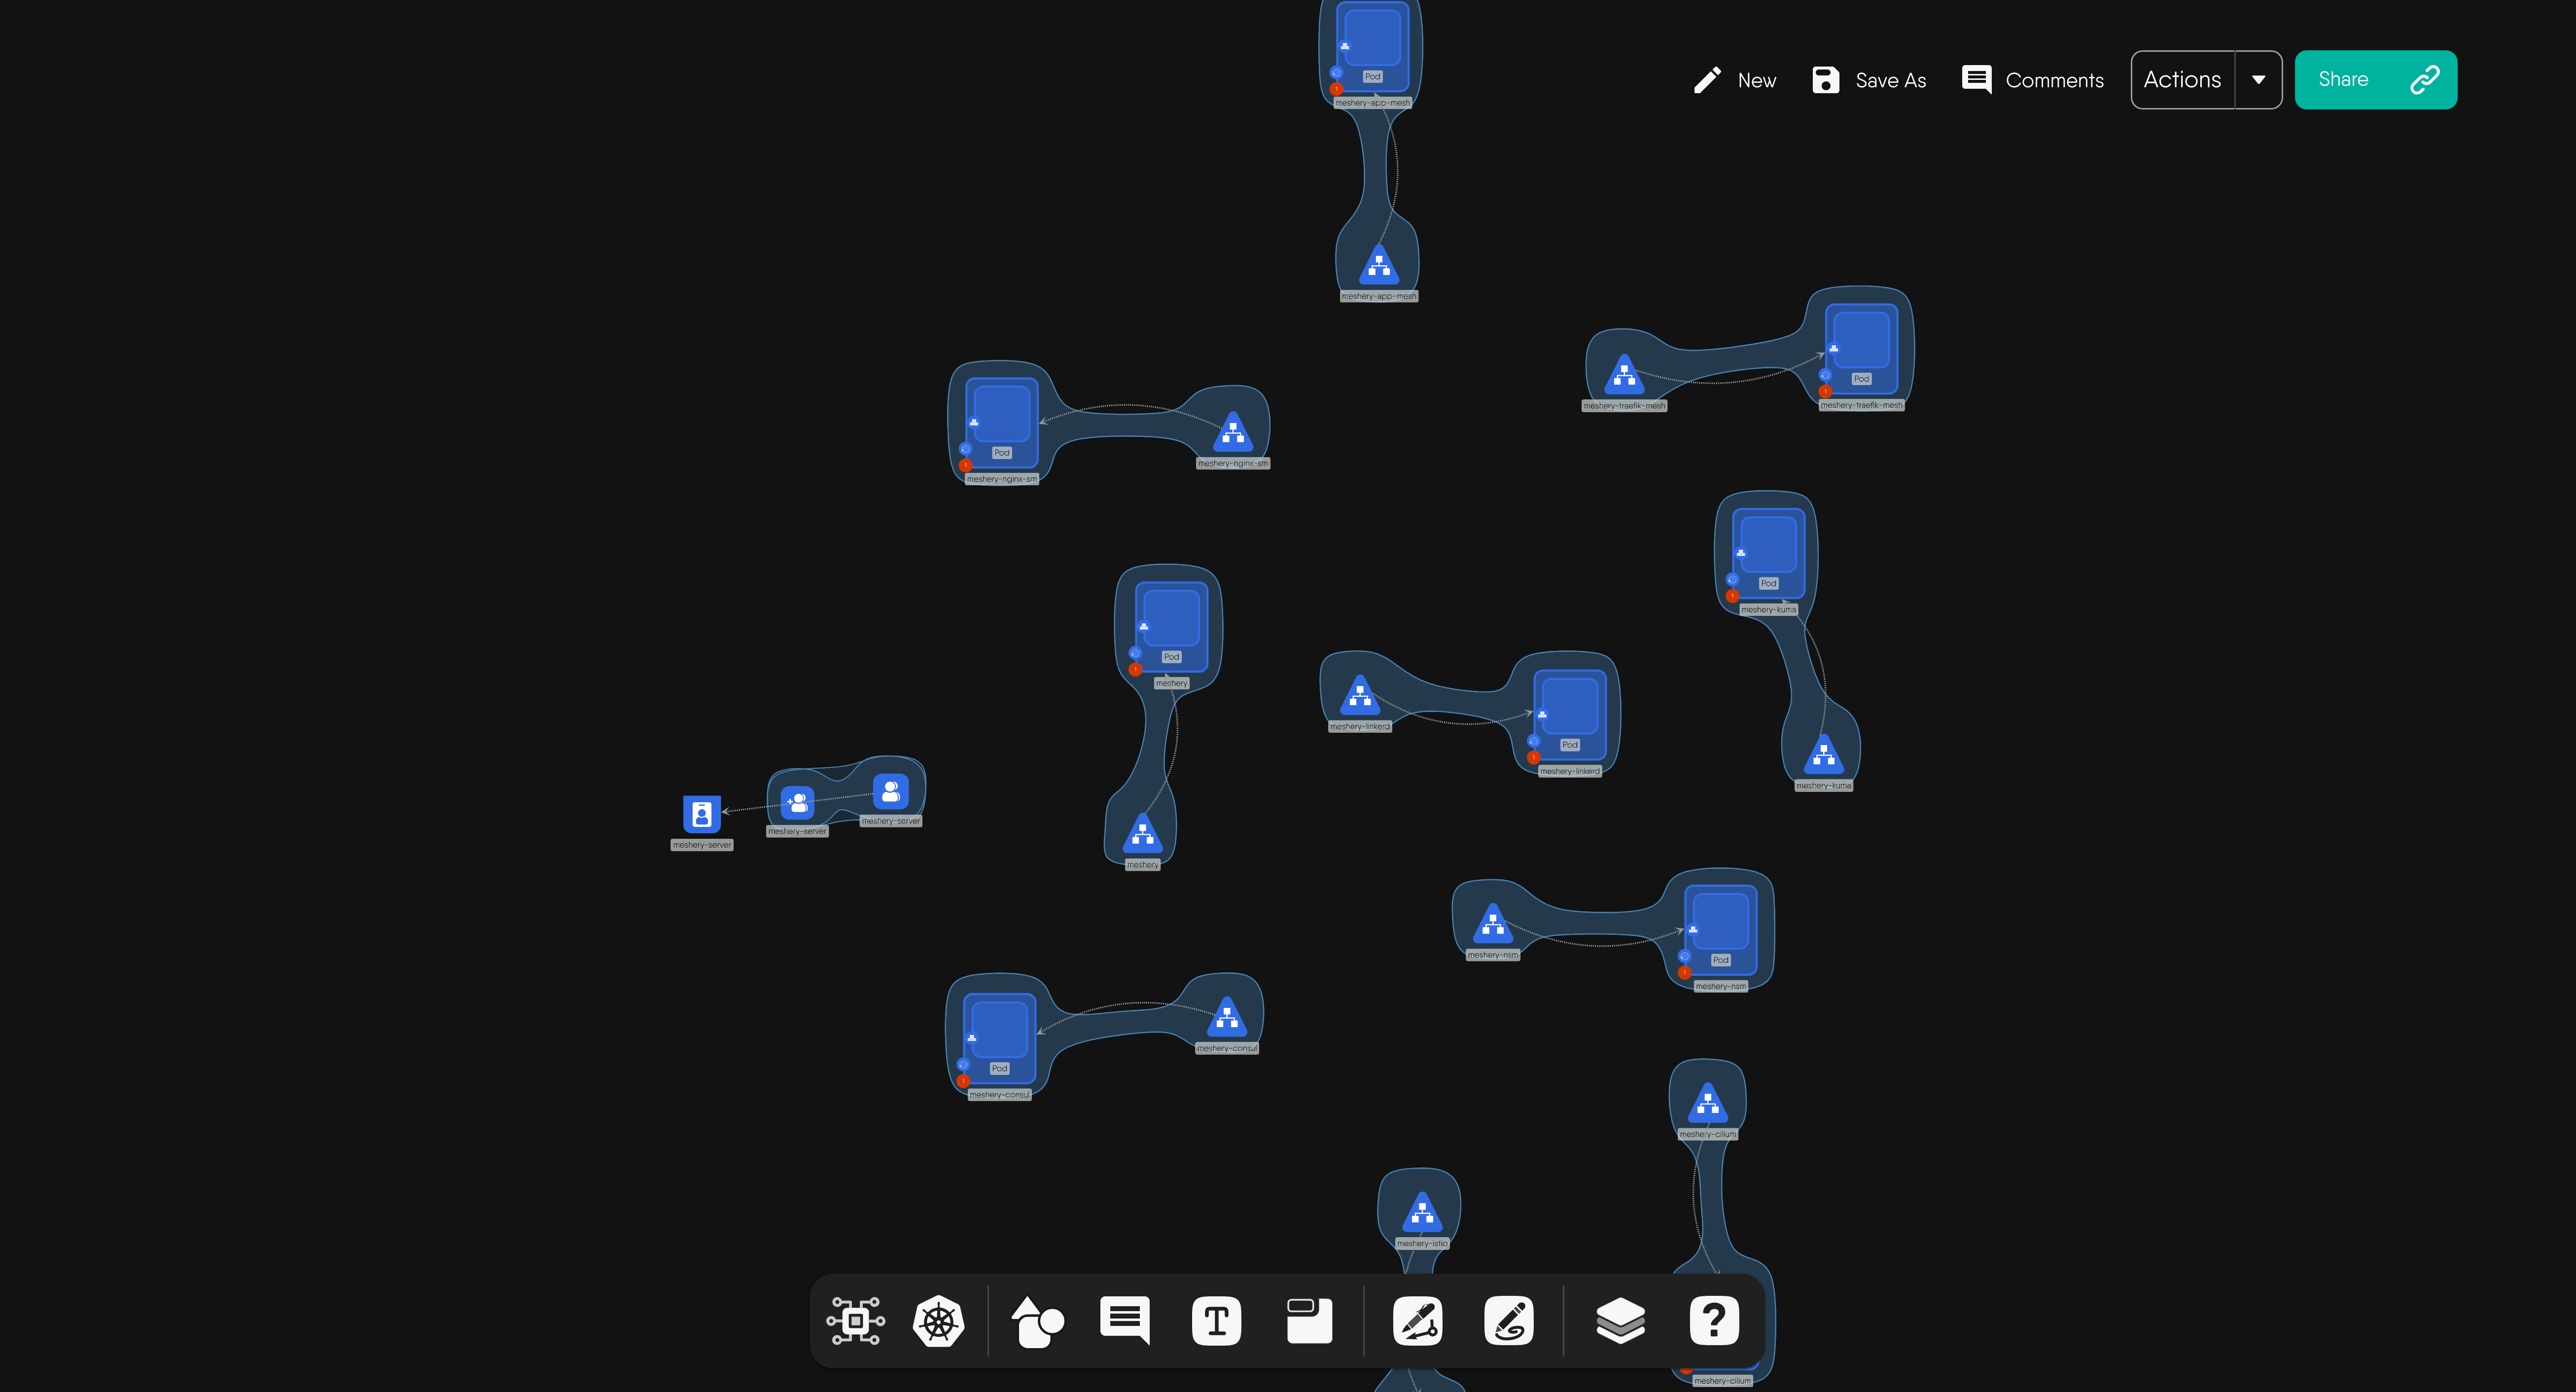 Pod
meshery-app-mesh
New
Save As
Comments
Actions
Share
meshery-app-mesh
Pod
meshery-traefik-mesh
meshery-traefik-mesh
Pod
meshery-nginx-sm
meshery-nginx-sm
Pod
meshery-kuma
Pod
meshery
meshery-linkerd
Pod
meshery-linkerd
meshery-kuma
meshery-server
meshery-server
meshery-server
meshery
meshery-nsm
Pod
meshery-nsm
Pod
meshery-consul
meshery-consul
meshery-cilium
meshery-istio
T
?
meshery-cilium